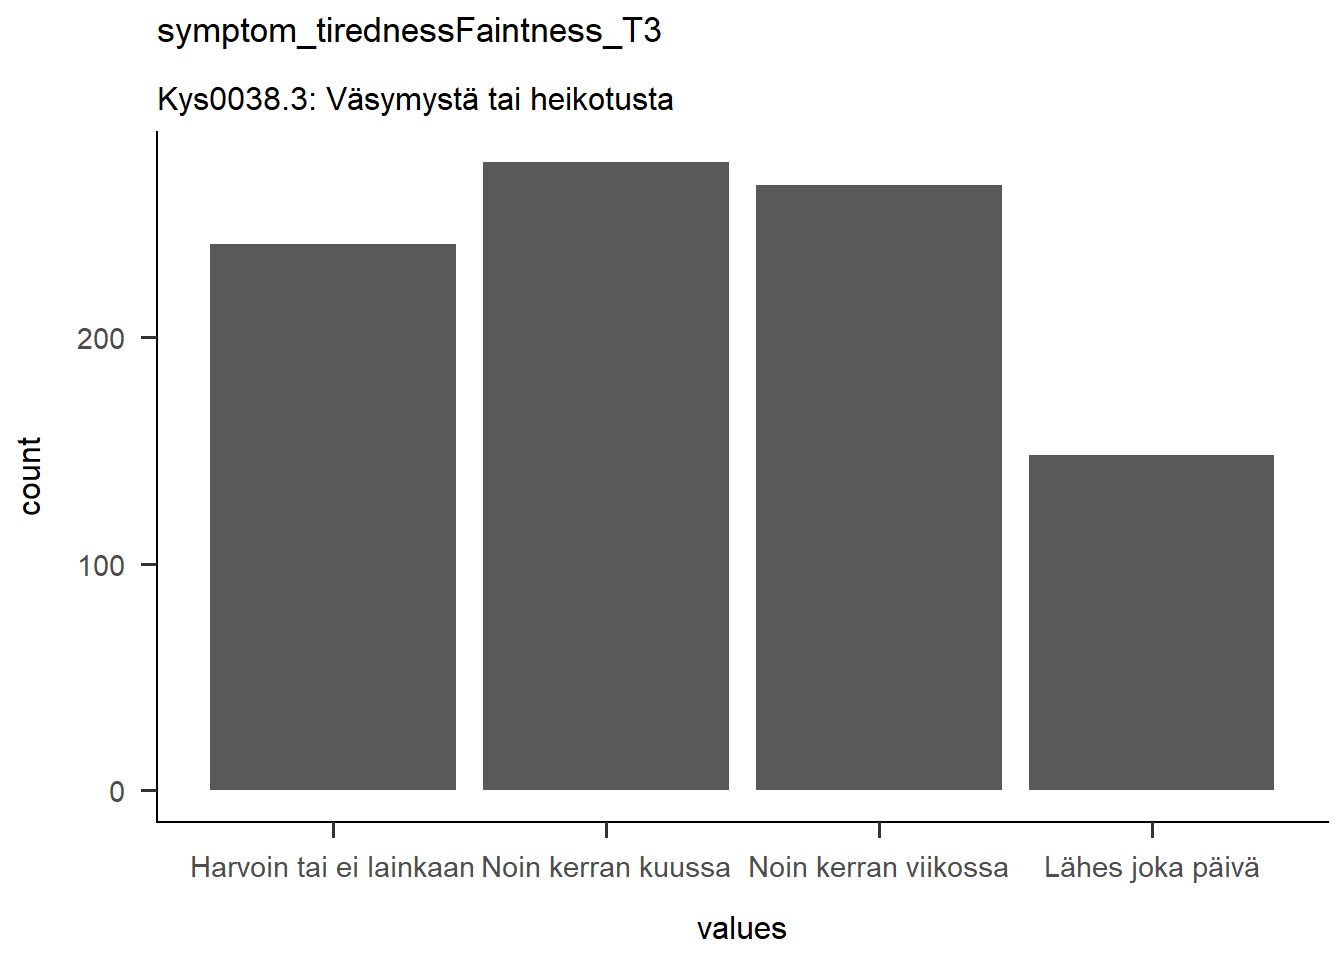 symptom_tirednessFaintness_T3
Kys0038.3: Väsymystä tai heikotusta
count
200
100
0
Harvoin tai ei lainkaan Noin kerran kuussa Noin kerran viikossa Lähes joka päivä
values